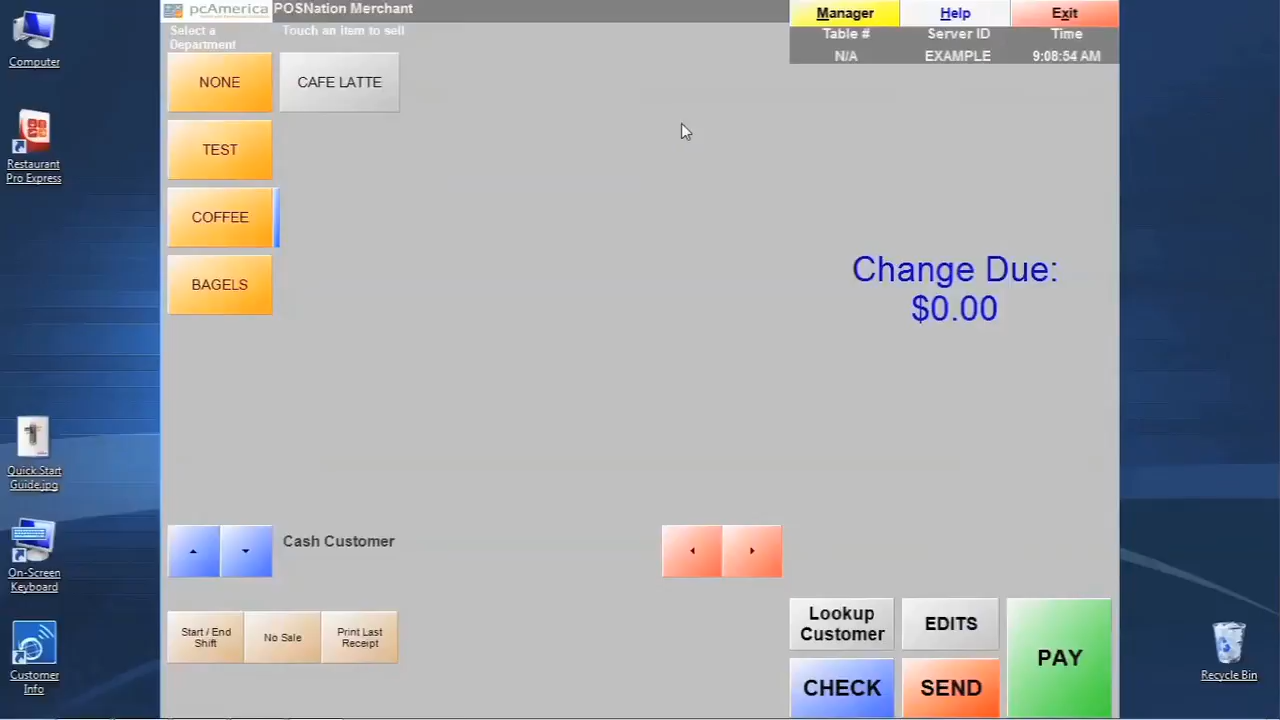 Computer
Restaurant
Pro Express
Quick Start
Guide.jpg
On-Screen
Keyboard
Customer
Info
pcAmerica
POSNation Merchant
Select a
Department
Touch an item to sell
NONE
TEST
COFFEE
BAGELS
CAFE LATTE
Manager
Help
Exit
Table #
Server ID
Time
N/A
EXAMPLE
9:08:54 AM
Change Due:
$0.00
Cash Customer
Start / End
Shift
No Sale
Print Last
Receipt
Lookup
Customer
EDITS
PAY
CHECK
SEND
Recycle Bin